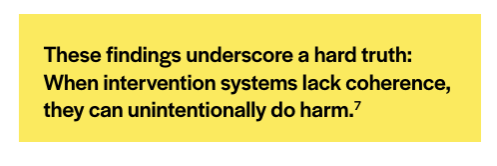 These findings underscore a hard truth:
When intervention systems lack coherence,
they can unintentionally do harm.⁷